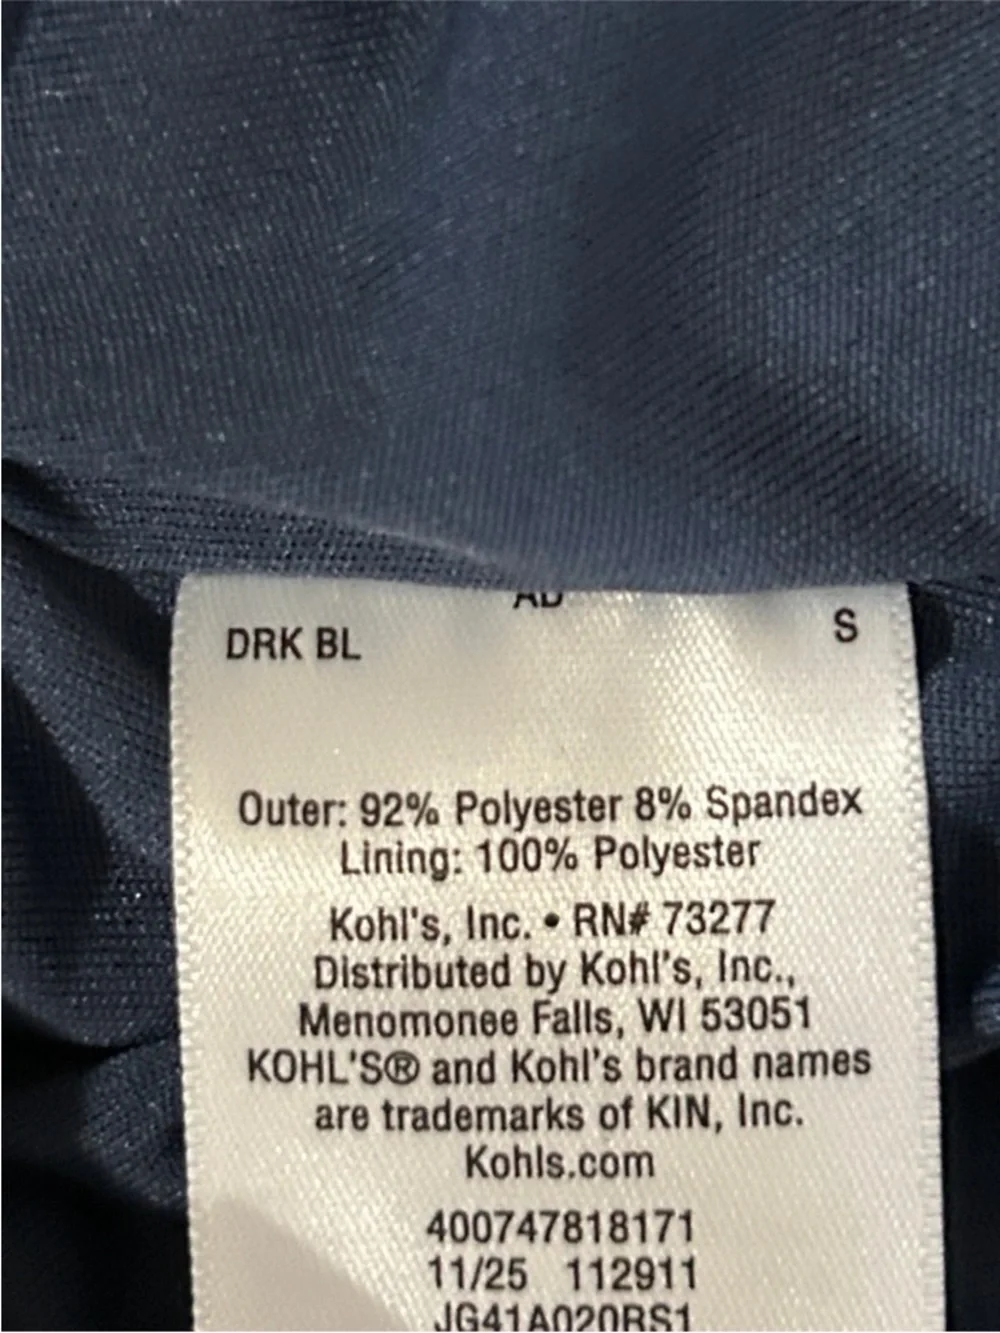 DRK BL S
Outer: 92% Polyester 8% Spandex
Lining: 100% Polyester
Kohl's, Inc. • RN# 73277
Distributed by Kohl's, Inc.,
Menomonee Falls, WI 53051
KOHL'S® and Kohl's brand names
are trademarks of KIN, Inc.
Kohls.com
400747818171
11/25 112911
JG41A020RS1